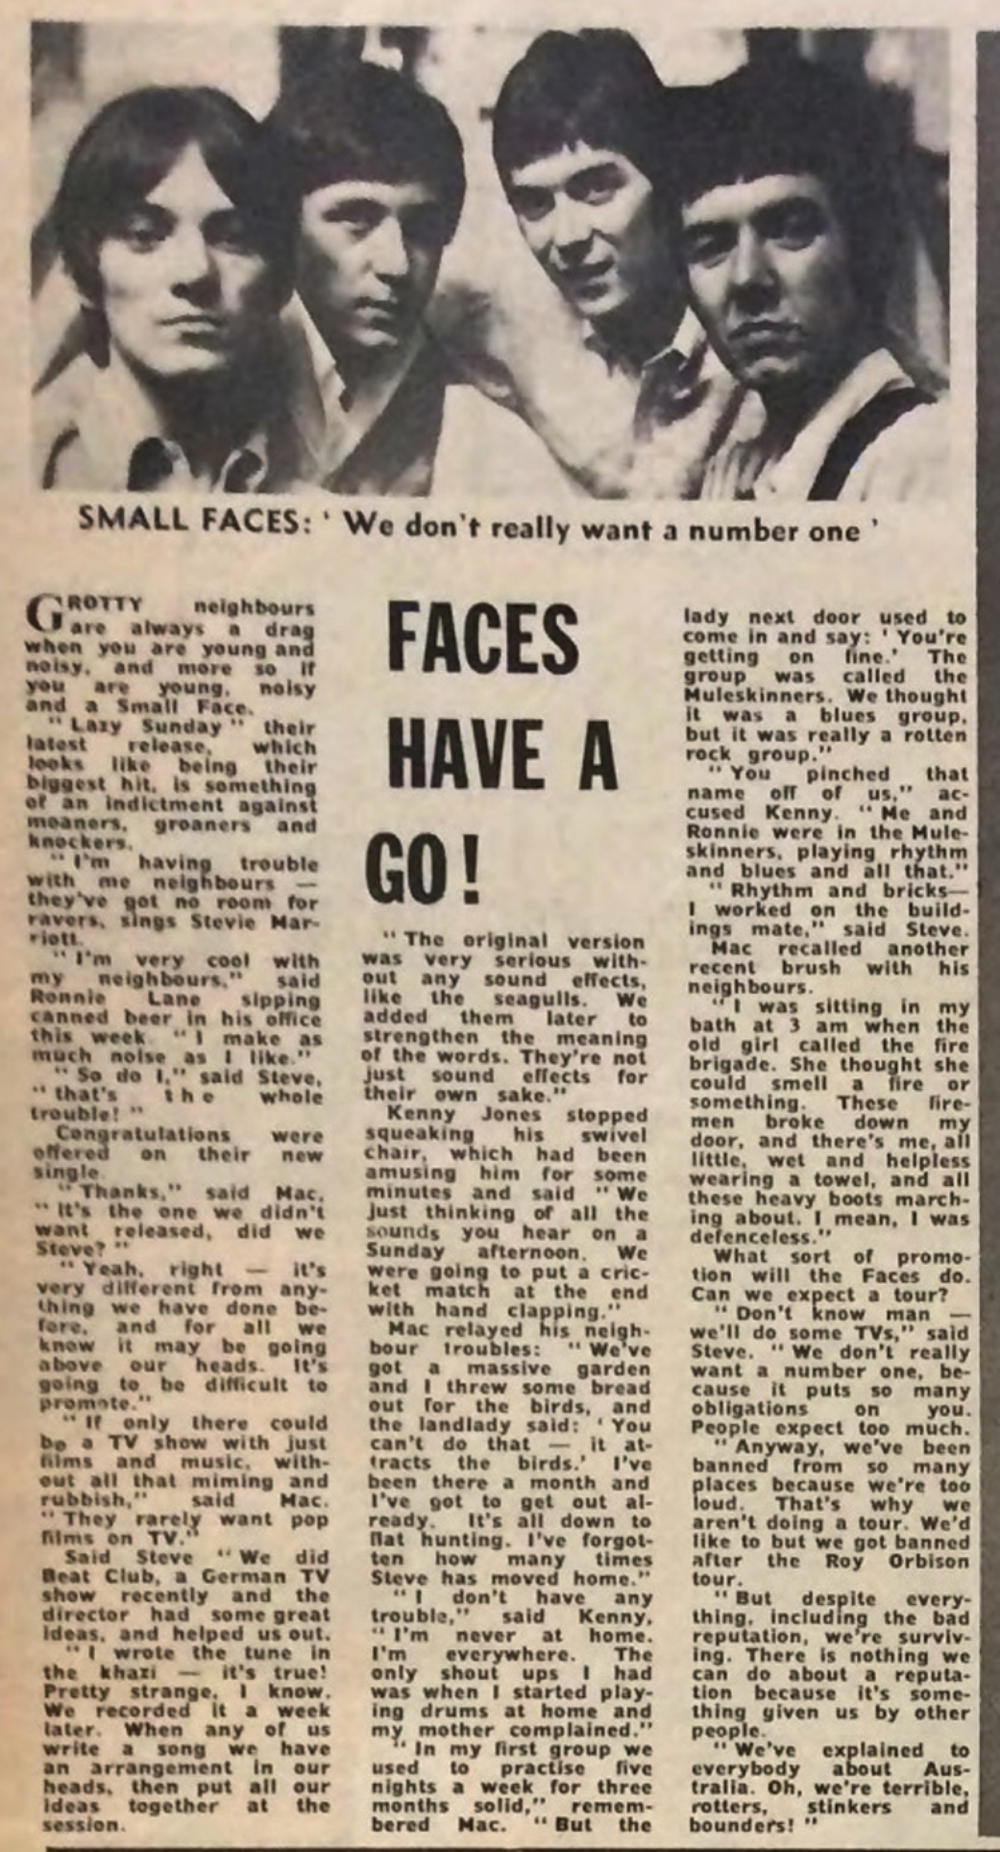 SMALL FACES: ' We don't really want a number one '
GROTTY neighbours
are always a drag
when you are young and
noisy, and more so if
you are young, noisy
and a Small Face.
" Lazy Sunday " their
latest release, which
looks like being their
biggest hit, is something
of an indictment against
moaners, groaners and
knockers.
" I'm having trouble
with me neighbours —
they've got no room for
ravers, sings Stevie Mar-
riott.
" I'm very cool with
my neighbours," said
Ronnie Lane sipping
canned beer in his office
this week " I make as
much noise as I like."
" So do I," said Steve,
" that's the whole
trouble! "
Congratulations were
offered on their new
single.
" Thanks," said Mac,
" It's the one we didn't
want released, did we
Steve? "
" Yeah, right — it's
very different from any-
thing we have done be-
fore, and for all we
know it may be going
above our heads. It's
going to be difficult to
promote."
" If only there could
be a TV show with just
films and music, with-
out all that miming and
rubbish," said Mac.
" They rarely want pop
films on TV."
Said Steve " We did
Beat Club, a German TV
show recently and the
director had some great
ideas, and helped us out.
" I wrote the tune in
the khazi — it's true!
Pretty strange, I know.
We recorded it a week
later. When any of us
write a song we have
an arrangement in our
heads, then put all our
ideas together at the
session.
FACES
HAVE A
GO!
" The original version
was very serious with-
out any sound effects,
like the seagulls. We
added them later to
strengthen the meaning
of the words. They're not
just sound effects for
their own sake."
Kenny Jones stopped
squeaking his swivel
chair, which had been
amusing him for some
minutes and said " We
just thinking of all the
sounds you hear on a
Sunday afternoon. We
were going to put a cric-
ket match at the end
with hand clapping."
Mac relayed his neigh-
bour troubles: " We've
got a massive garden
and I threw some bread
out for the birds, and
the landlady said: ' You
can't do that — it at-
tracts the birds.' I've
been there a month and
I've got to get out al-
ready. It's all down to
flat hunting. I've forgot-
ten how many times
Steve has moved home."
" I don't have any
trouble," said Kenny,
" I'm never at home.
I'm everywhere. The
only shout ups I had
was when I started play-
ing drums at home and
my mother complained."
" In my first group we
used to practise five
nights a week for three
months solid," remem-
bered Mac. " But the
lady next door used to
come in and say: ' You're
getting on fine.' The
group was called the
Muleskinners. We thought
it was a blues group,
but it was really a rotten
rock group."
" You pinched that
name off of us," ac-
cused Kenny. " Me and
Ronnie were in the Mule-
skinners, playing rhythm
and blues and all that."
" Rhythm and bricks—
I worked on the build-
ings mate," said Steve.
Mac recalled another
recent brush with his
neighbours.
" I was sitting in my
bath at 3 am when the
old girl called the fire
brigade. She thought she
could smell a fire or
something. These fire-
men broke down my
door, and there's me, all
little, wet and helpless
wearing a towel, and all
these heavy boots march-
ing about. I mean, I was
defenceless."
What sort of promo-
tion will the Faces do.
Can we expect a tour?
" Don't know man —
we'll do some TVs," said
Steve. " We don't really
want a number one, be-
cause it puts so many
obligations on you.
People expect too much.
" Anyway, we've been
banned from so many
places because we're too
loud. That's why we
aren't doing a tour. We'd
like to but we got banned
after the Roy Orbison
tour.
" But despite every-
thing, including the bad
reputation, we're surviv-
ing. There is nothing we
can do about a reputa-
tion because it's some-
thing given us by other
people.
" We've explained to
everybody about Aus-
tralia. Oh, we're terrible,
rotters, stinkers and
bounders! "